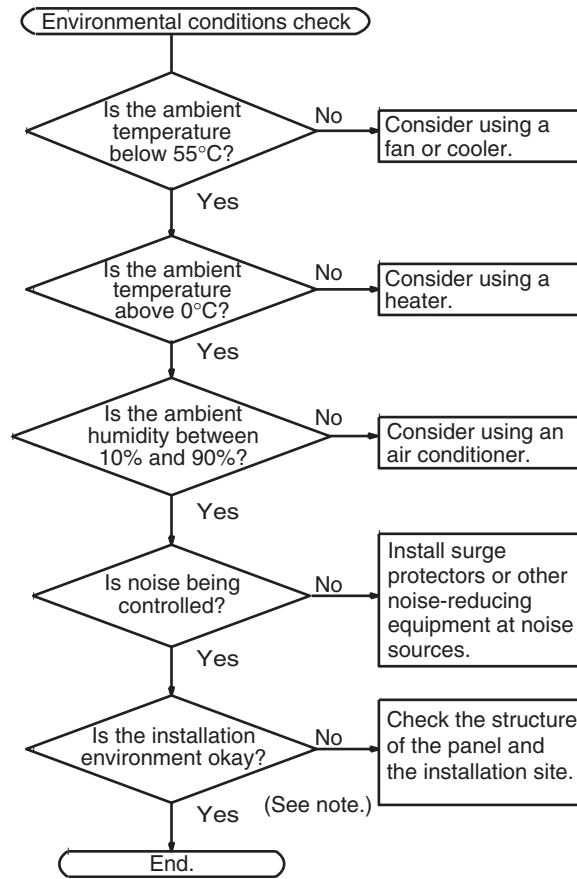 Environmental conditions check
Is the ambient
temperature
below 55°C?
No
Consider using a
fan or cooler.
Yes
Is the ambient
temperature
above 0°C?
No
Consider using a
heater.
Yes
Is the ambient
humidity between
10% and 90%?
No
Consider using an
air conditioner.
Yes
Is noise being
controlled?
No
Install surge
protectors or other
noise-reducing
equipment at noise
sources.
Yes
Is the installation
environment okay?
No
Check the structure
of the panel and
the installation site.
Yes
(See note.)
End.